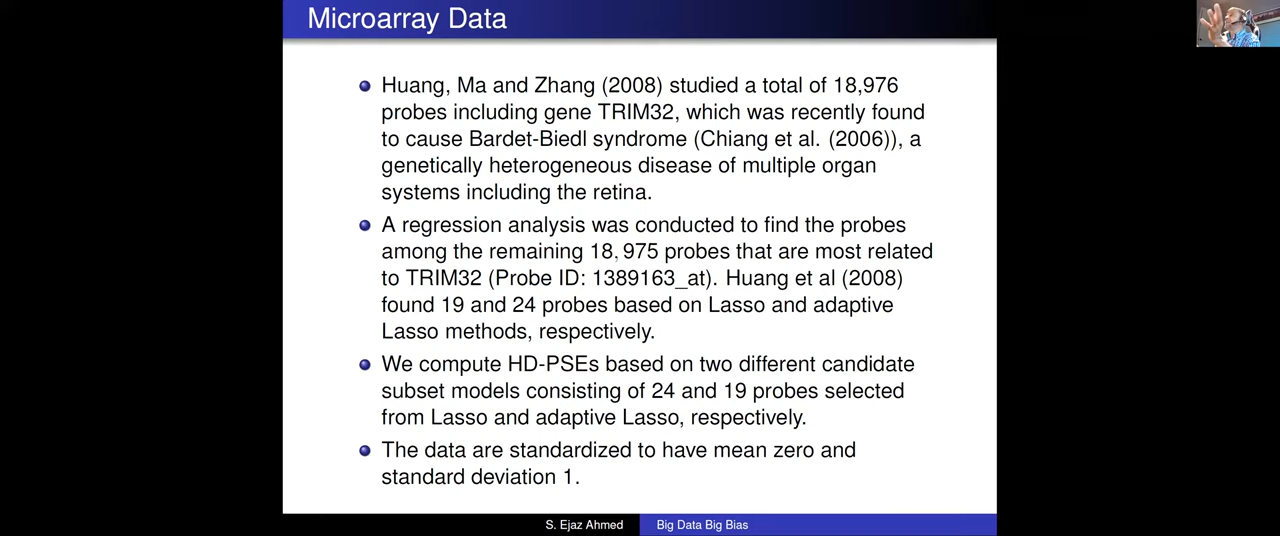 Microarray Data
Huang, Ma and Zhang (2008) studied a total of 18,976
probes including gene TRIM32, which was recently found
to cause Bardet-Biedl syndrome (Chiang et al. (2006)), a
genetically heterogeneous disease of multiple organ
systems including the retina.
A regression analysis was conducted to find the probes
among the remaining 18, 975 probes that are most related
to TRIM32 (Probe ID: 1389163_at). Huang et al (2008)
found 19 and 24 probes based on Lasso and adaptive
Lasso methods, respectively.
We compute HD-PSEs based on two different candidate
subset models consisting of 24 and 19 probes selected
from Lasso and adaptive Lasso, respectively.
The data are standardized to have mean zero and
standard deviation 1.
S. Ejaz Ahmed Big Data Big Bias